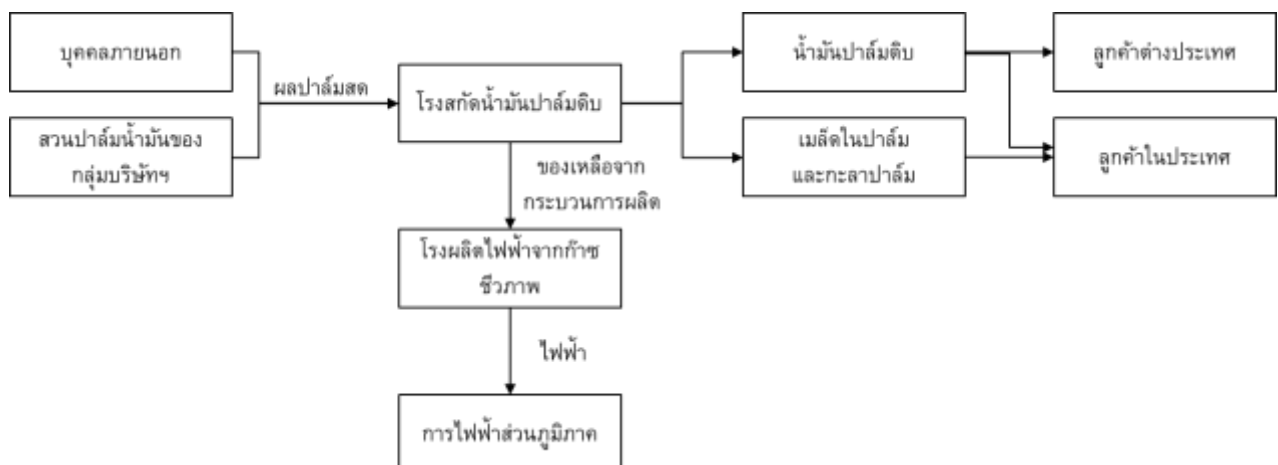 บุคคลภายนอก
น้ำมันปาล์มดิบ
ลูกค้าต่างประเทศ
ผลปาล์มสด
โรงสกัดน้ำมันปาล์มดิบ
สวนปาล์มน้ำมันของ
กลุ่มบริษัทฯ
เมล็ดในปาล์ม
และกะลาปาล์ม
ลูกค้าในประเทศ
ของเหลือจาก
กระบวนการผลิต
โรงผลิตไฟฟ้าจากก๊าซ
ชีวภาพ
ไฟฟ้า
การไฟฟ้าส่วนภูมิภาค